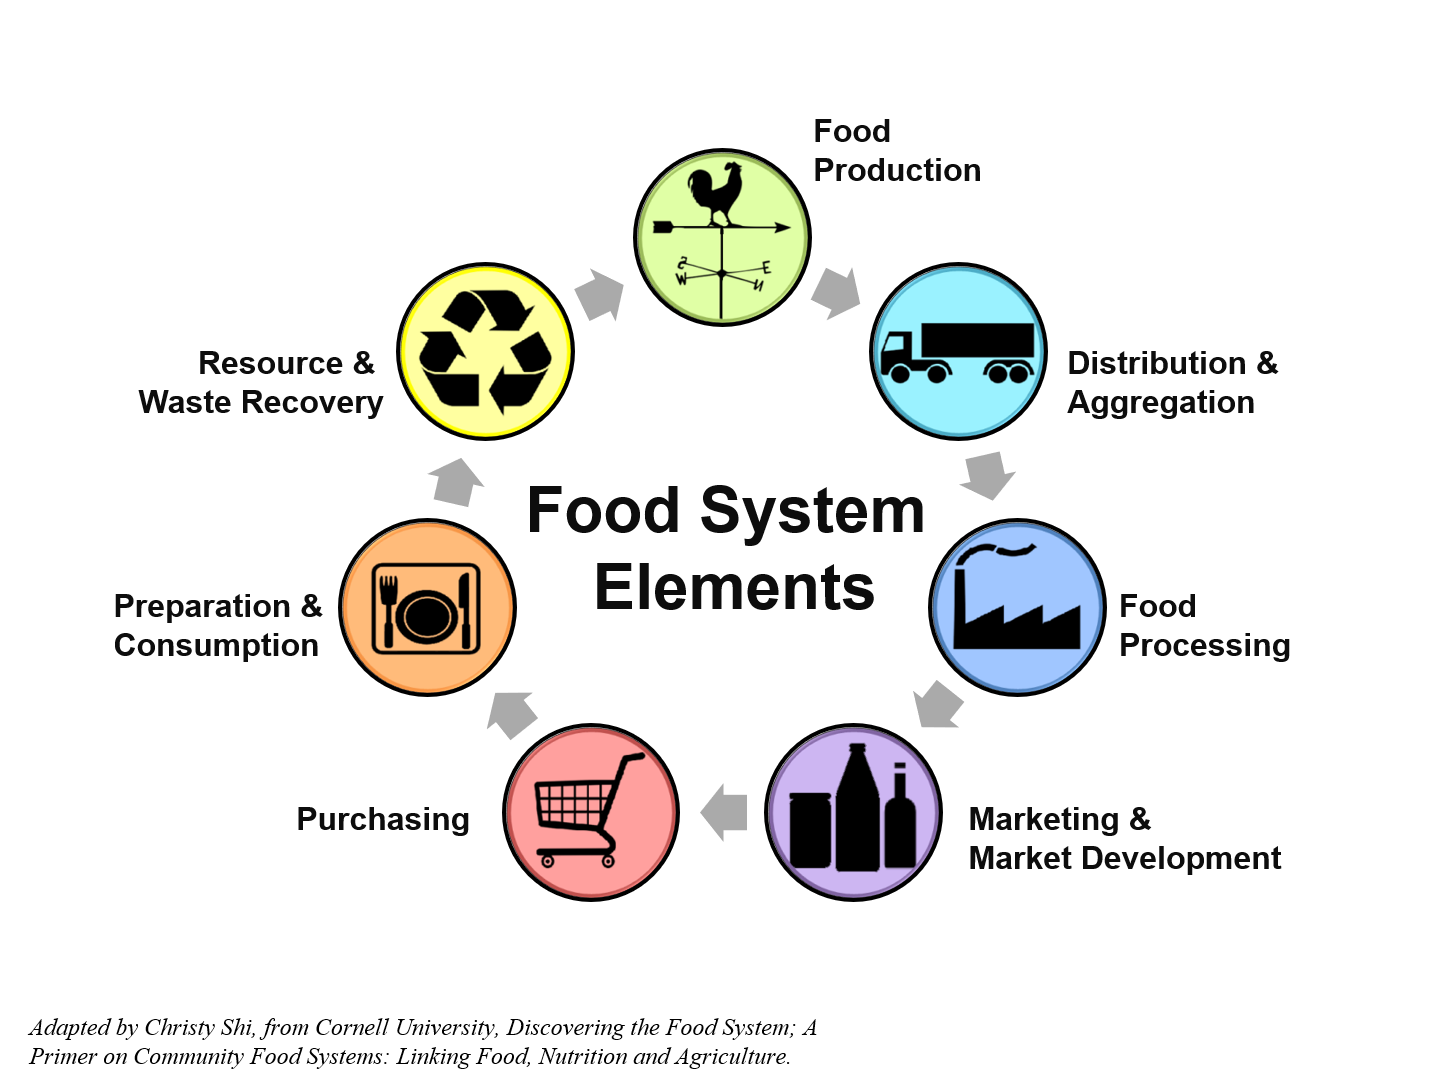 Food
Production
Distribution &
Aggregation
Food
Processing
Marketing &
Market Development
Purchasing
Preparation &
Consumption
Resource &
Waste Recovery
Food System
Elements
S
E
W
N
Adapted by Christy Shi, from Cornell University, Discovering the Food System; A
Primer on Community Food Systems: Linking Food, Nutrition and Agriculture.